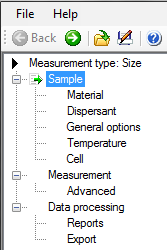 File Help
Back
Measurement type: Size
Sample
Material
Dispersant
General options
Temperature
Cell
Measurement
Advanced
Data processing
Reports
Export